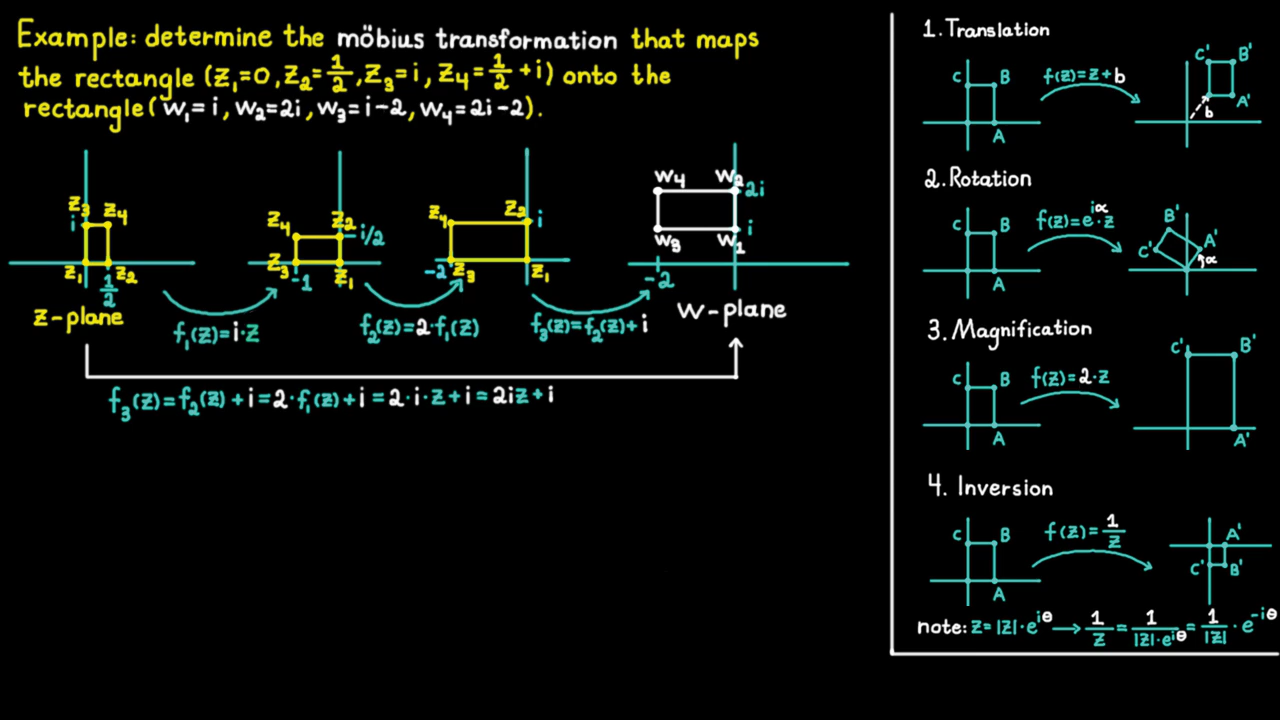 Example: determine the möbius transformation that maps
the rectangle (z₁=0, z₂=1/2, z₃=i, z₄=1/2+i) onto the
rectangle (w₁=i, w₂=2i, w₃=i-2, w₄=2i-2).
z₃ z₄
i
z₁ z₂
1/2
z-plane
f₁(z)=i·z
z₄ z₂
i/2
z₃ z₁
-1
f₂(z)=2·f₁(z)
z₄ z₂
i
-2 z₃ z₁
f₃(z)=f₂(z)+i
w₄ w₂
2i
w₃ w₁ i
-2
w-plane
f₃(z)=f₂(z)+i=2·f₁(z)+i=2·i·z+i=2iz+i
1. Translation
C B
A
f(z)=z+b
C' B'
A'
b
2. Rotation
C B
A
f(z)=e^{iα}·z
B'
C' A'
α
3. Magnification
C B
A
f(z)=2·z
C' B'
A'
4. Inversion
C B
A
f(z)=1/z
A'
C' B'
note: z=|z|·e^{iθ} → 1/z = 1/(|z|·e^{iθ}) = 1/|z| · e^{-iθ}